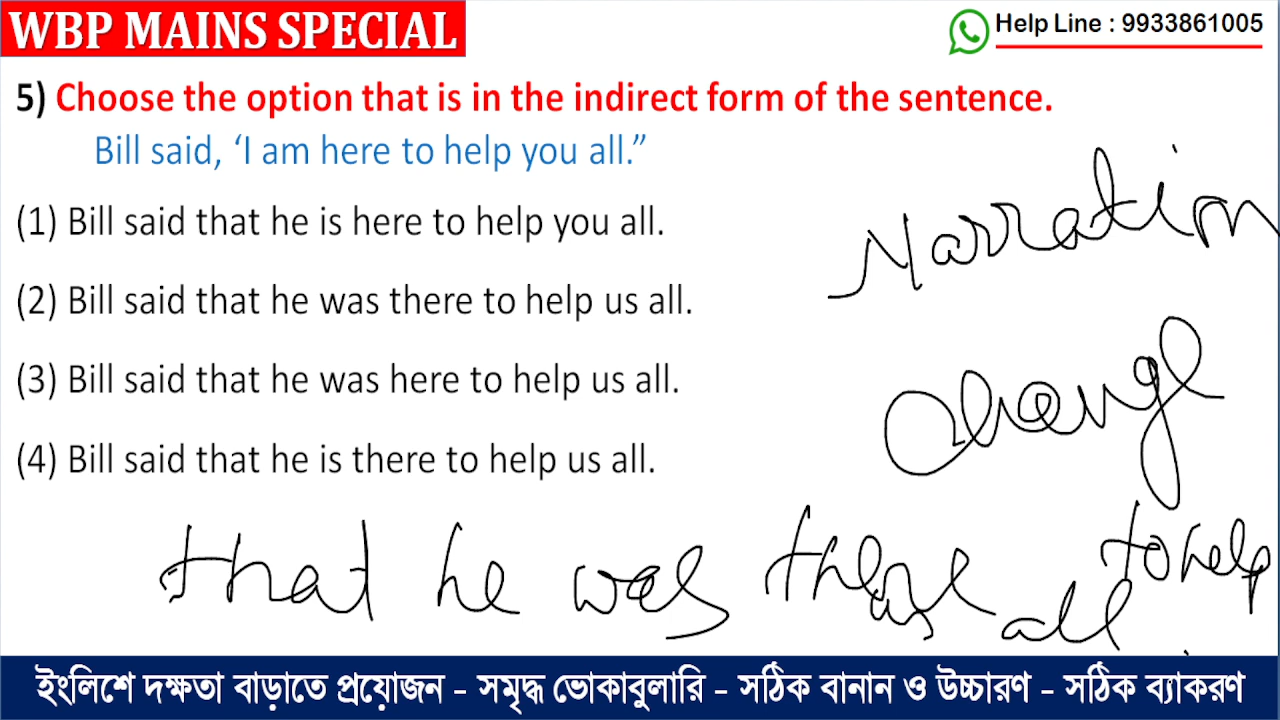 WBP MAINS SPECIAL
Help Line : 9933861005
5) Choose the option that is in the indirect form of the sentence.
Bill said, ‘I am here to help you all.”
(1) Bill said that he is here to help you all.
(2) Bill said that he was there to help us all.
(3) Bill said that he was here to help us all.
(4) Bill said that he is there to help us all.
Narration
Change
that he was there to help
us all
ইংলিশে দক্ষতা বাড়াতে প্রয়োজন - সমৃদ্ধ ভোকাবুলারি - সঠিক বানান ও উচ্চারণ - সঠিক ব্যাকরণ